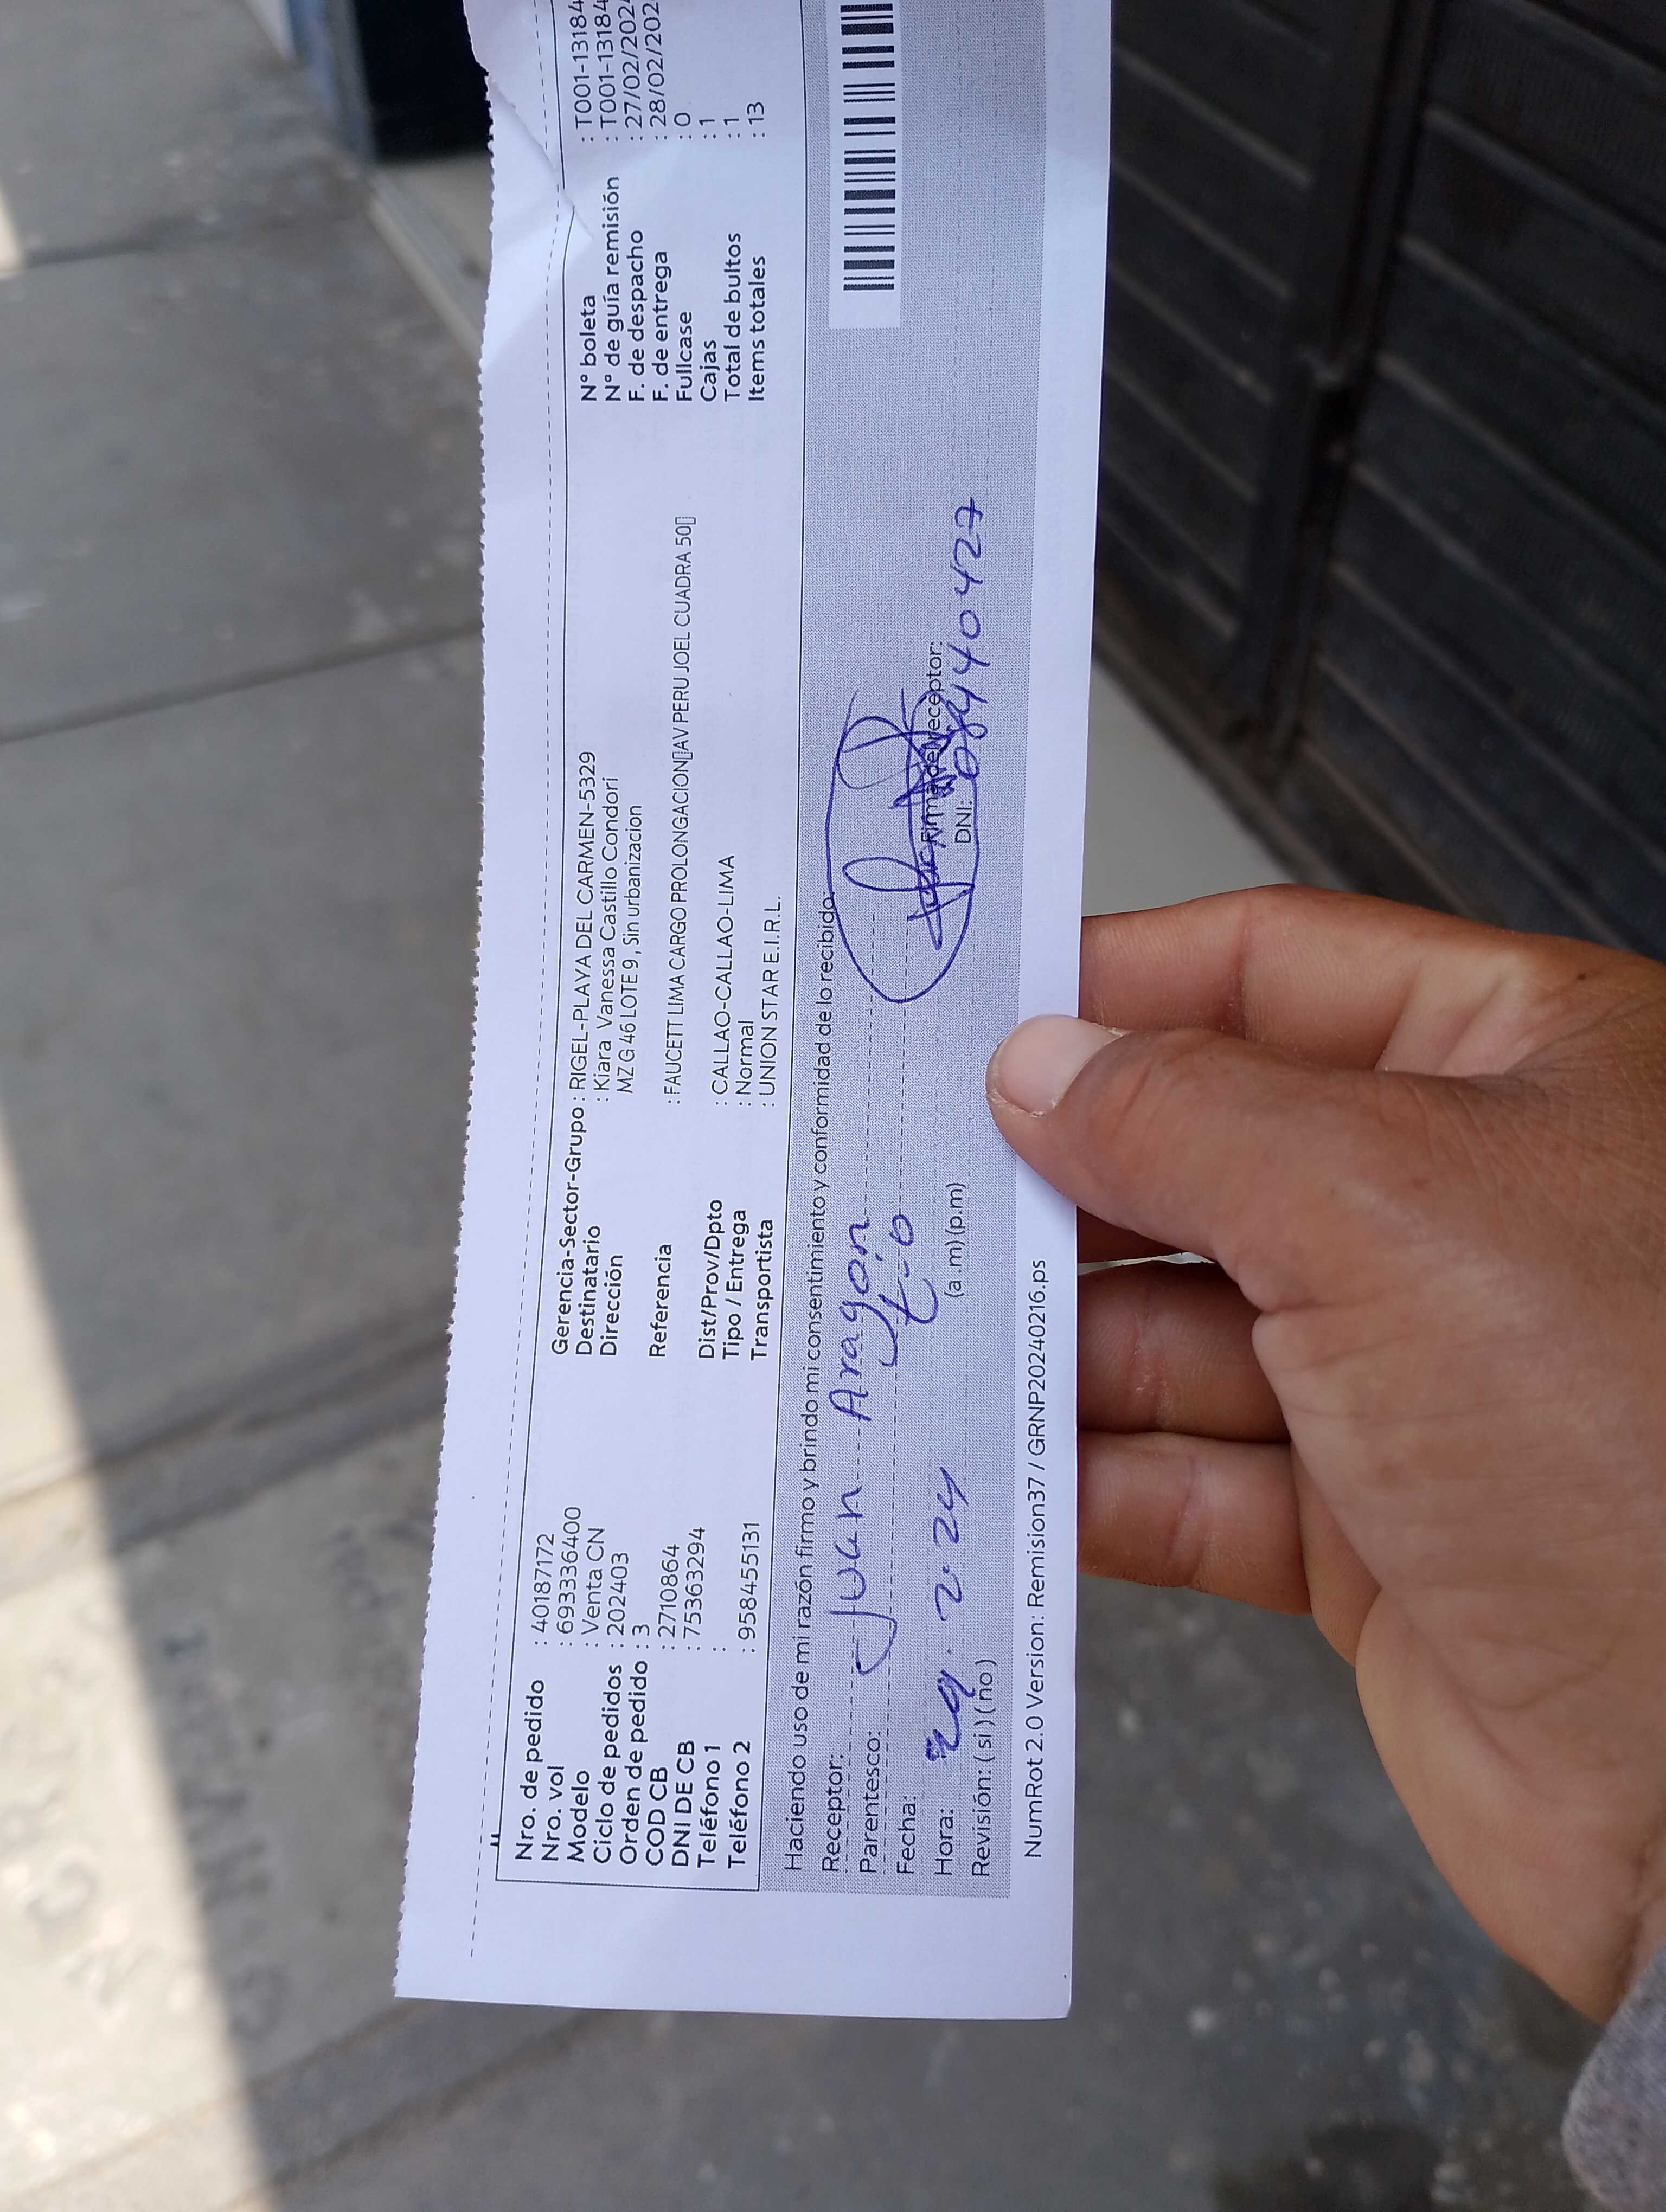 Nro. de pedido : 40187172
Nro. vol : 6933336400
Modelo : Venta CN
Ciclo de pedidos : 202403
Orden de pedido : 3
COD CB : 2710864
DNI DE CB : 75363294
Teléfono 1 :
Teléfono 2 : 958455131
Gerencia-Sector-Grupo : RIGEL-PLAYA DEL CARMEN-5329
Destinatario : Kiara Vanessa Castillo Condori
Dirección MZ G 46 LOTE 9 , Sin urbanizacion
Referencia : FAUCETT LIMA CARGO PROLONGACION▯AV PERU JOEL CUADRA 50▯
Dist/Prov/Dpto : CALLAO-CALLAO-LIMA
Tipo / Entrega : Normal
Transportista : UNION STAR E.I.R.L.
N° boleta : T001-13184
N° de guía remisión : T001-13184
F. de despacho : 27/02/202
F. de entrega : 28/02/202
Fullcase : 0
Cajas : 1
Total de bultos : 1
Items totales : 13
Haciendo uso de mi razón firmo y brindo mi consentimiento y conformidad de lo recibido.
Receptor: Juan Aragón
Parentesco: tío
Fecha: 29. 2. 24
Hora: (a .m) (p.m)
Revisión: ( si ) ( no )
Firma del receptor:
DNI: 08440427
NumRot 2.0 Version: Remision37 / GRNP20240216.ps